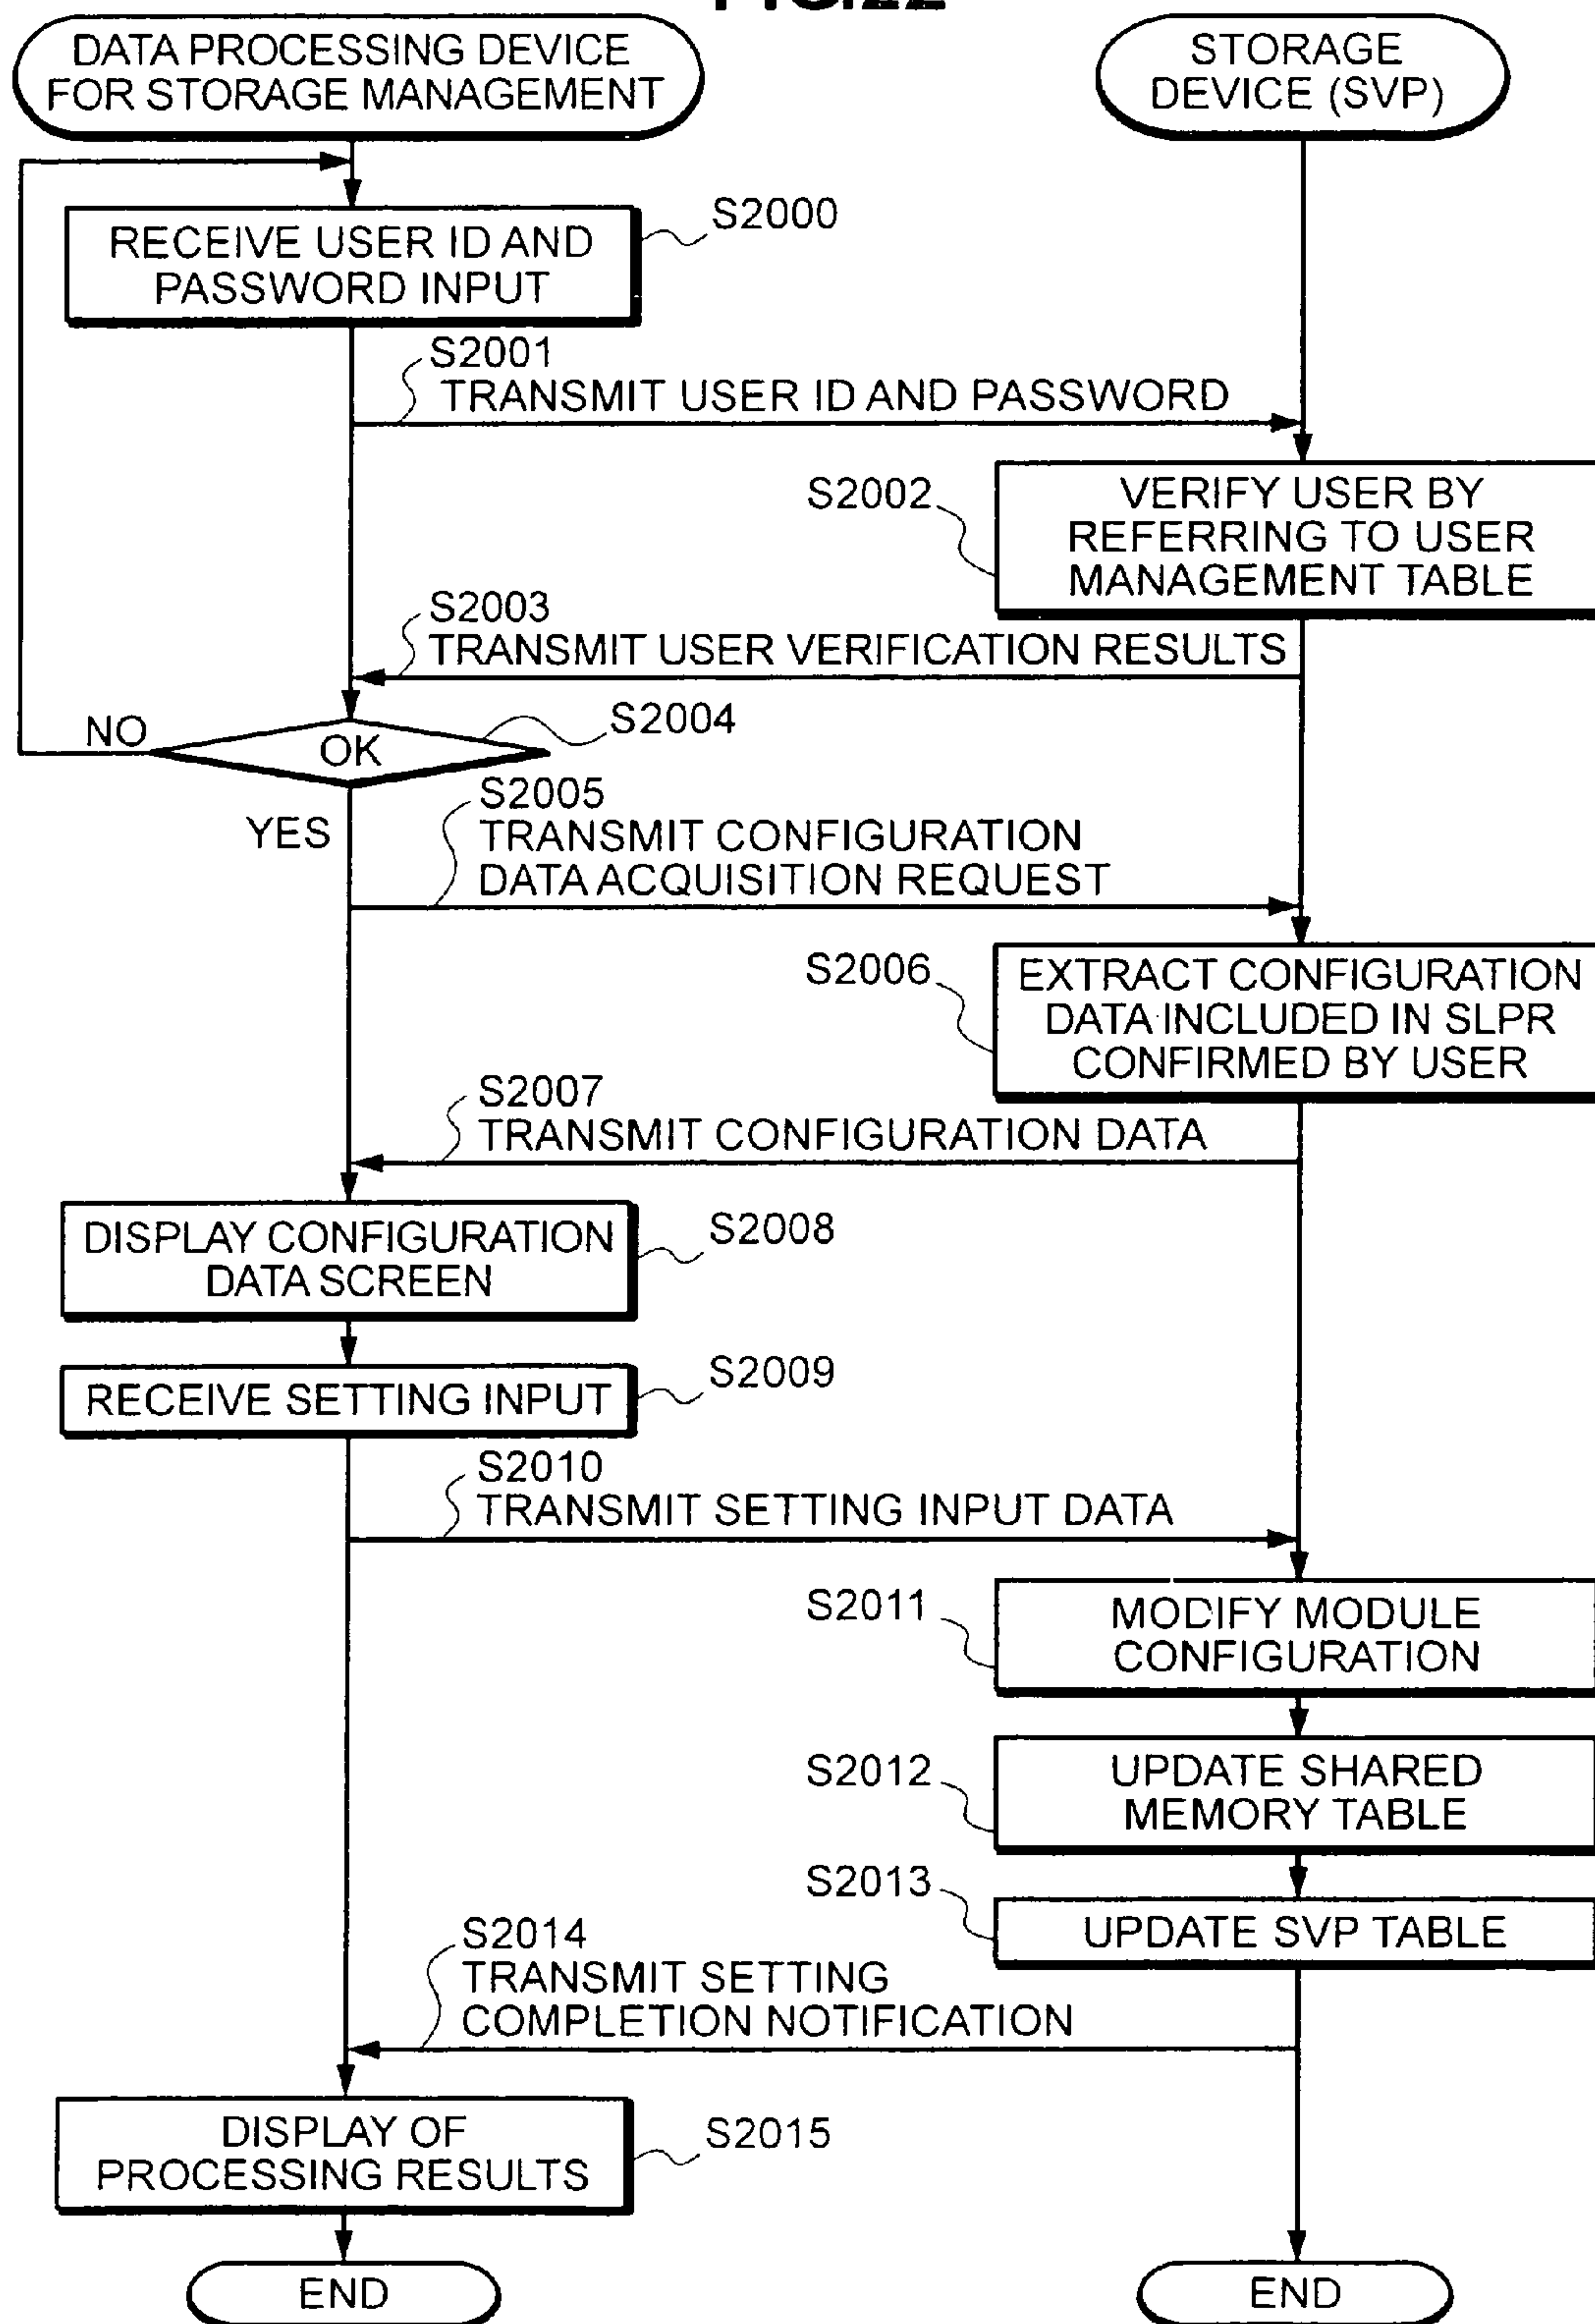 DATA PROCESSING DEVICE
FOR STORAGE MANAGEMENT
STORAGE
DEVICE (SVP)
RECEIVE USER ID AND
PASSWORD INPUT
S2000
S2001
TRANSMIT USER ID AND PASSWORD
S2002
VERIFY USER BY
REFERRING TO USER
MANAGEMENT TABLE
S2003
TRANSMIT USER VERIFICATION RESULTS
NO
OK
S2004
YES
S2005
TRANSMIT CONFIGURATION
DATA ACQUISITION REQUEST
S2006
EXTRACT CONFIGURATION
DATA INCLUDED IN SLPR
CONFIRMED BY USER
S2007
TRANSMIT CONFIGURATION DATA
DISPLAY CONFIGURATION
DATA SCREEN
S2008
RECEIVE SETTING INPUT
S2009
S2010
TRANSMIT SETTING INPUT DATA
S2011
MODIFY MODULE
CONFIGURATION
S2012
UPDATE SHARED
MEMORY TABLE
S2013
UPDATE SVP TABLE
S2014
TRANSMIT SETTING
COMPLETION NOTIFICATION
DISPLAY OF
PROCESSING RESULTS
S2015
END
END